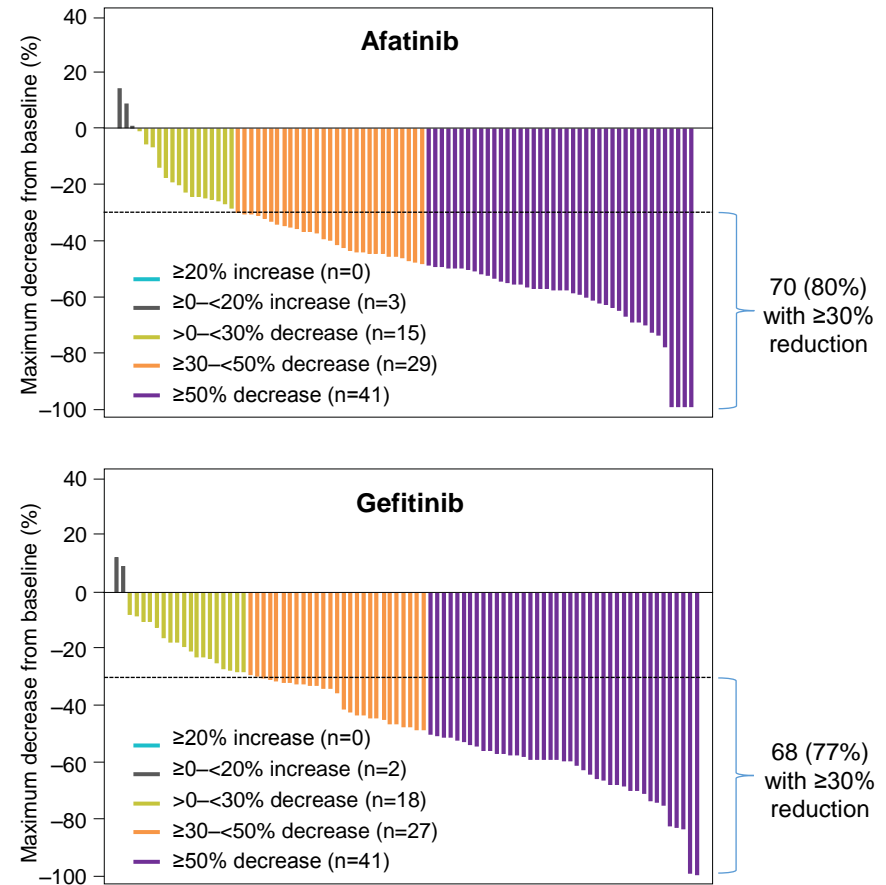 Afatinib
Maximum decrease from baseline (%)
40
20
0
–20
–40
–60
–80
–100
≥20% increase (n=0)
≥0–<20% increase (n=3)
>0–<30% decrease (n=15)
≥30–<50% decrease (n=29)
≥50% decrease (n=41)
70 (80%)
with ≥30%
reduction
Gefitinib
Maximum decrease from baseline (%)
40
20
0
–20
–40
–60
–80
–100
≥20% increase (n=0)
≥0–<20% increase (n=2)
>0–<30% decrease (n=18)
≥30–<50% decrease (n=27)
≥50% decrease (n=41)
68 (77%)
with ≥30%
reduction